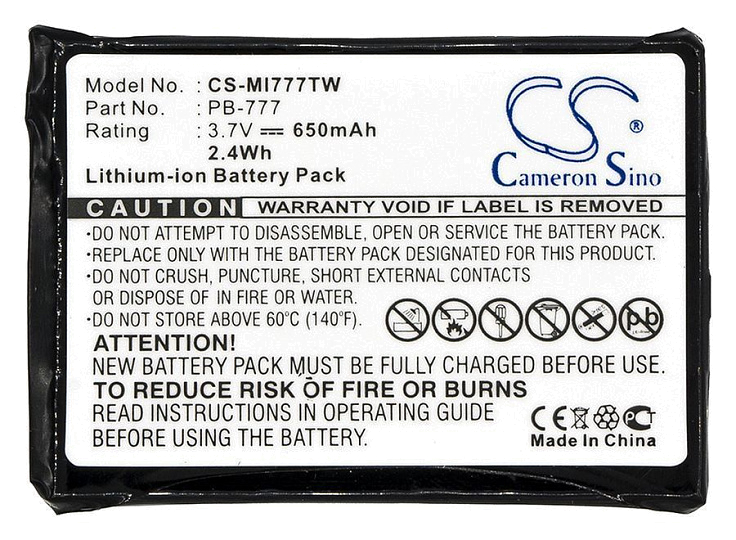 Model No. : CS-MI777TW
Part No. : PB-777
Rating : 3.7V 650mAh
2.4Wh
Lithium-ion Battery Pack
CS ®
Cameron Sino
CAUTION WARRANTY VOID IF LABEL IS REMOVED
•DO NOT ATTEMPT TO DISASSEMBLE, OPEN OR SERVICE THE BATTERY PACK.
•REPLACE ONLY WITH THE BATTERY PACK DESIGNATED FOR THIS PRODUCT.
•DO NOT CRUSH, PUNCTURE, SHORT EXTERNAL CONTACTS
OR DISPOSE OF IN FIRE OR WATER.
•DO NOT STORE ABOVE 60°C (140°F).
Pb
ATTENTION!
NEW BATTERY PACK MUST BE FULLY CHARGED BEFORE USE.
TO REDUCE RISK OF FIRE OR BURNS
READ INSTRUCTIONS IN OPERATING GUIDE
BEFORE USING THE BATTERY.
CE PCT
Made In China